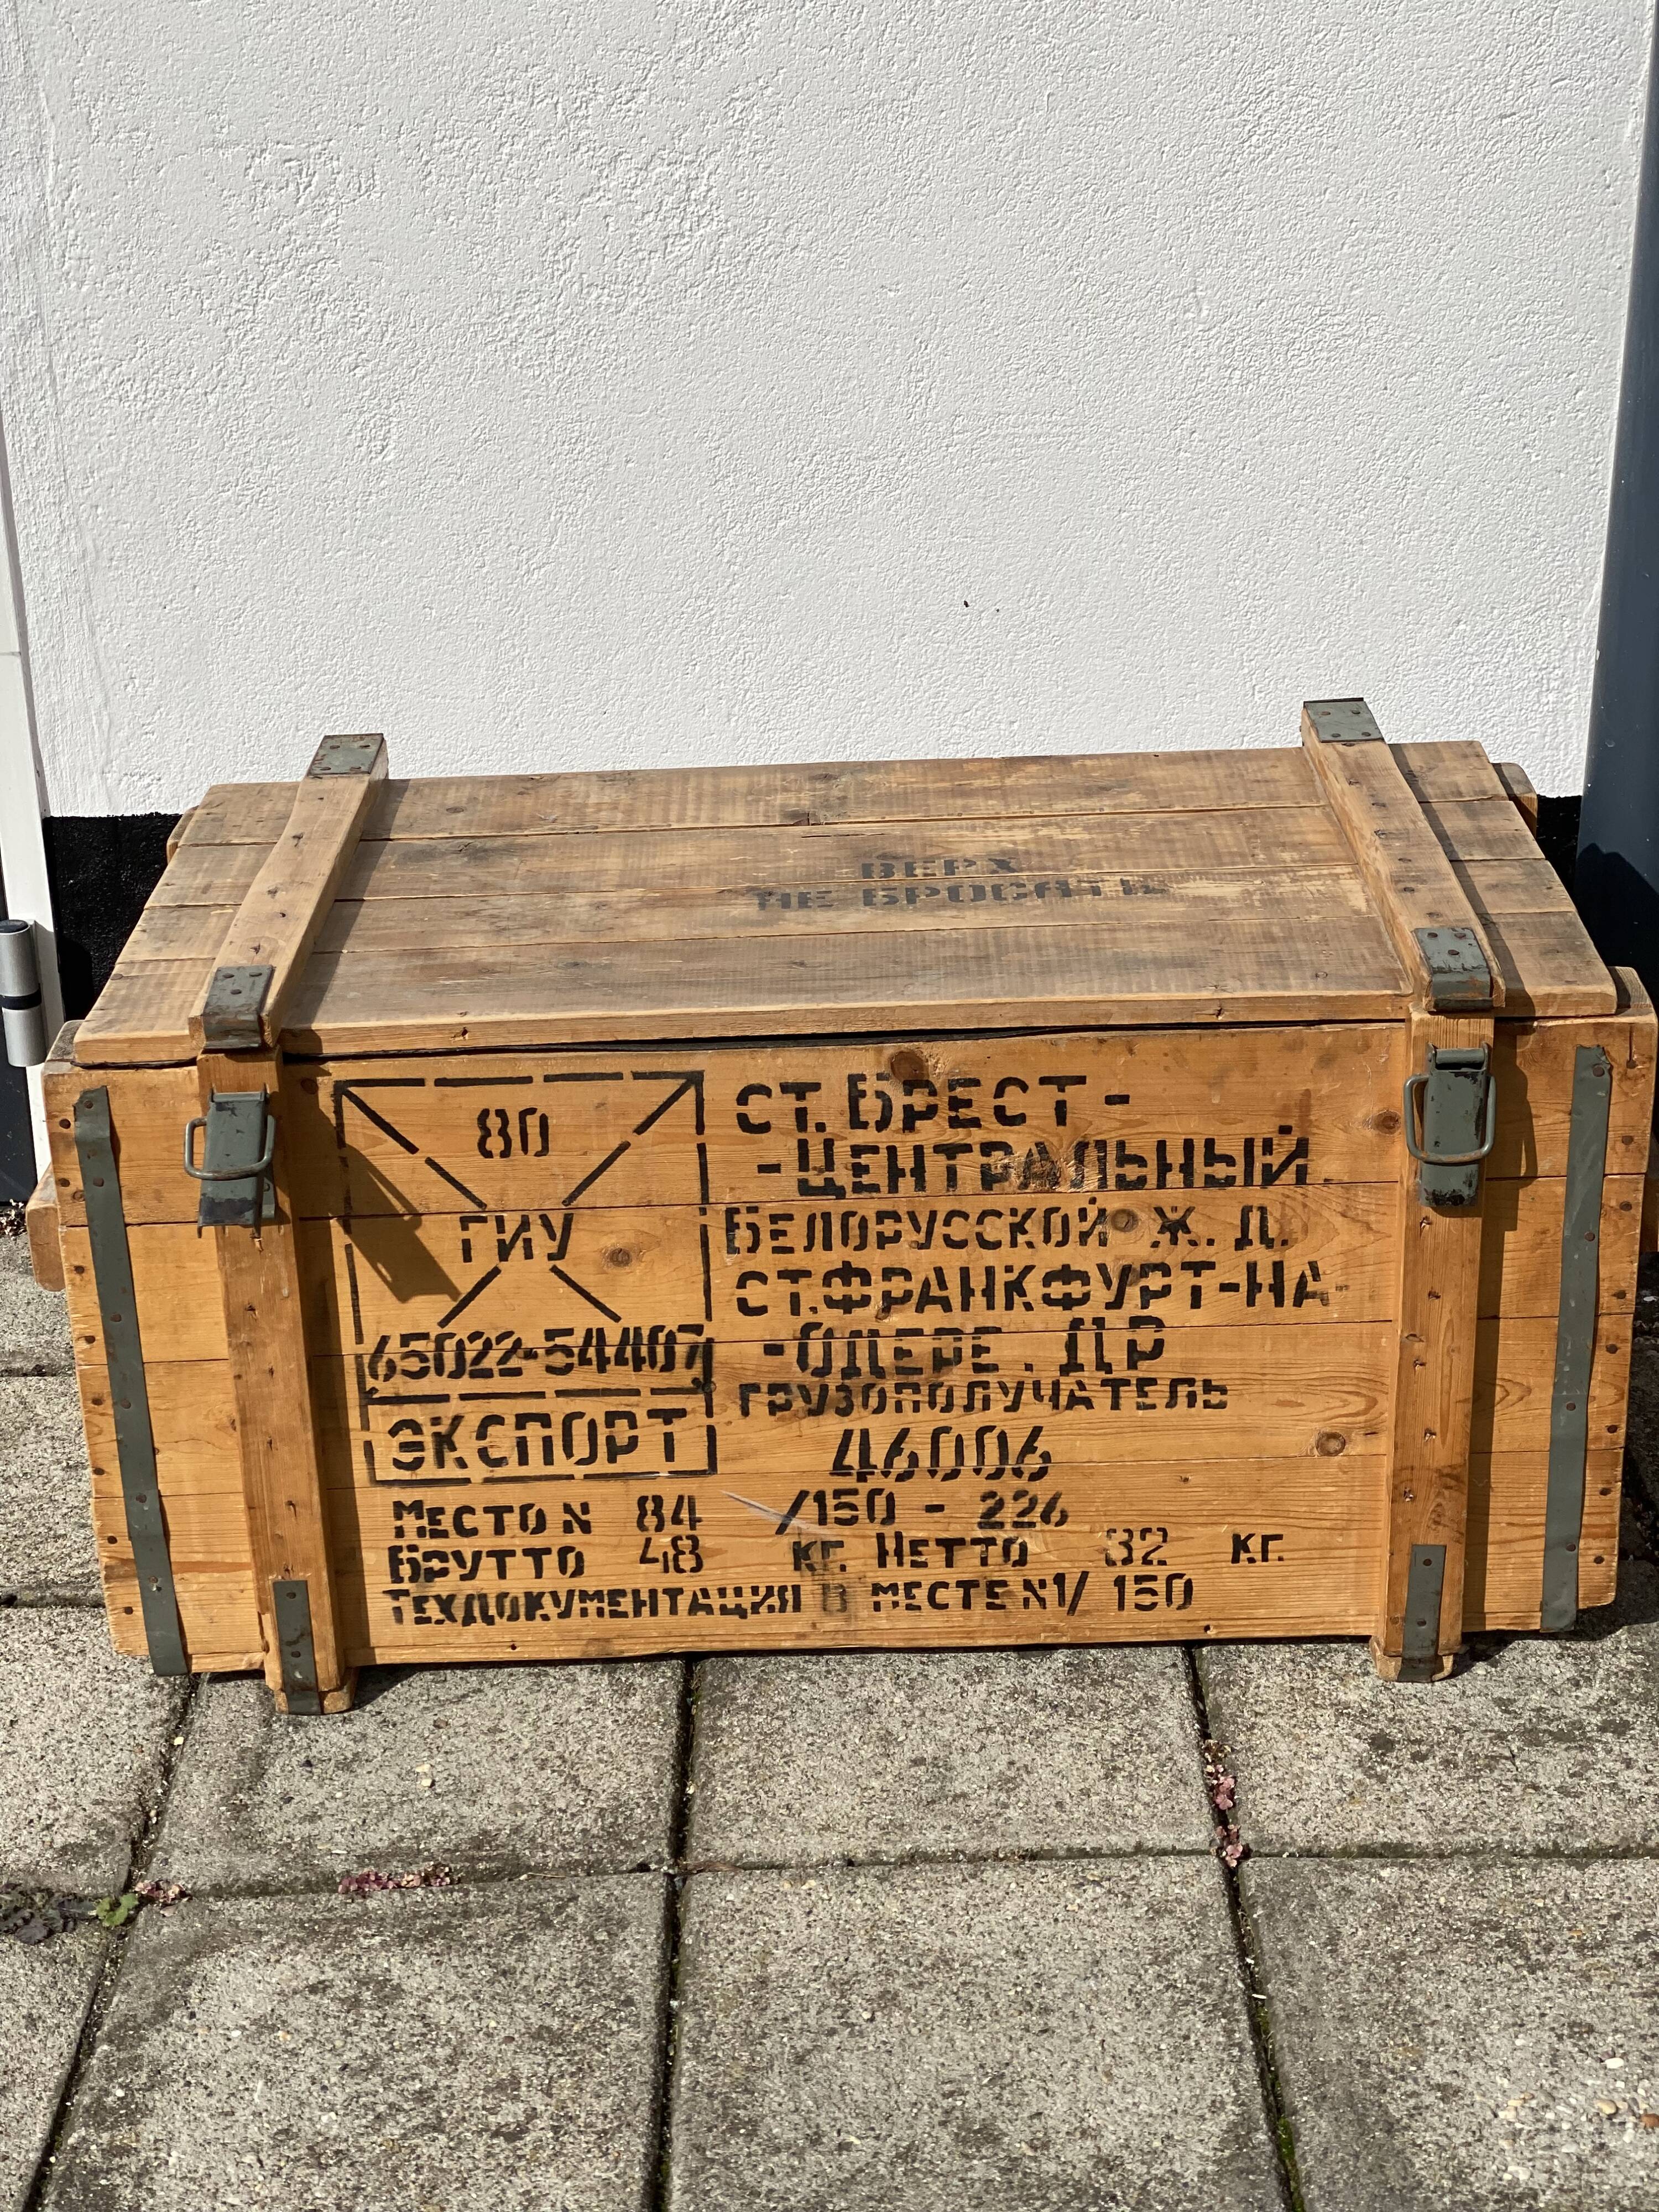 ВЕРХ
НЕ БРОСАТЬ
80
ГИУ
65022-54407
ЭКСПОРТ
СТ. БРЕСТ-
-ЦЕНТРАЛЬНЫЙ
БЕЛОРУССКОЙ Ж. Д.
СТ. ФРАНКФУРТ-НА-
-ОДЕРЕ. ДР
ГРУЗОПОЛУЧАТЕЛЬ
46006
МЕСТО N 84 /150 - 226
БРУТТО 48 КГ. НЕТТО 32 КГ.
ТЕХДОКУМЕНТАЦИЯ В МЕСТЕ N1/ 150